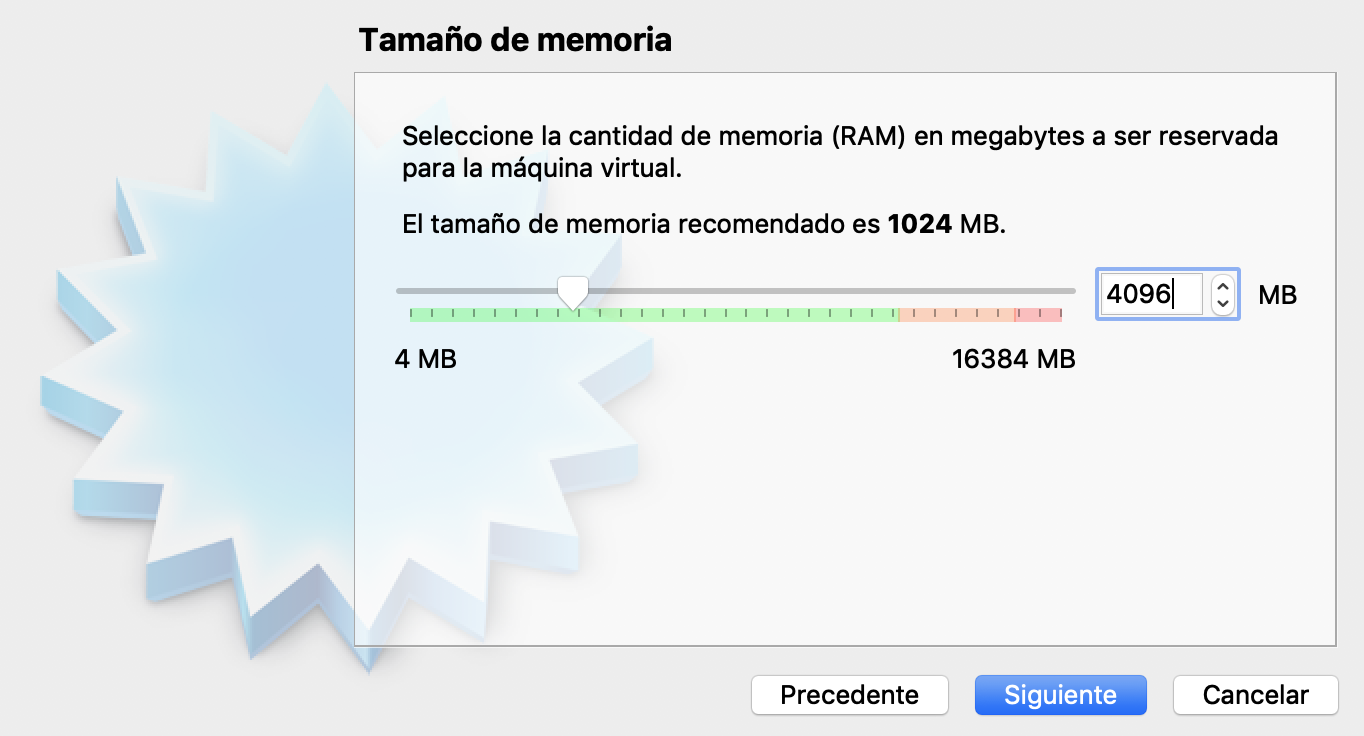 Tamaño de memoria
Seleccione la cantidad de memoria (RAM) en megabytes a ser reservada
para la máquina virtual.
El tamaño de memoria recomendado es 1024 MB.
4096 MB
4 MB 16384 MB
Precedente Siguiente Cancelar